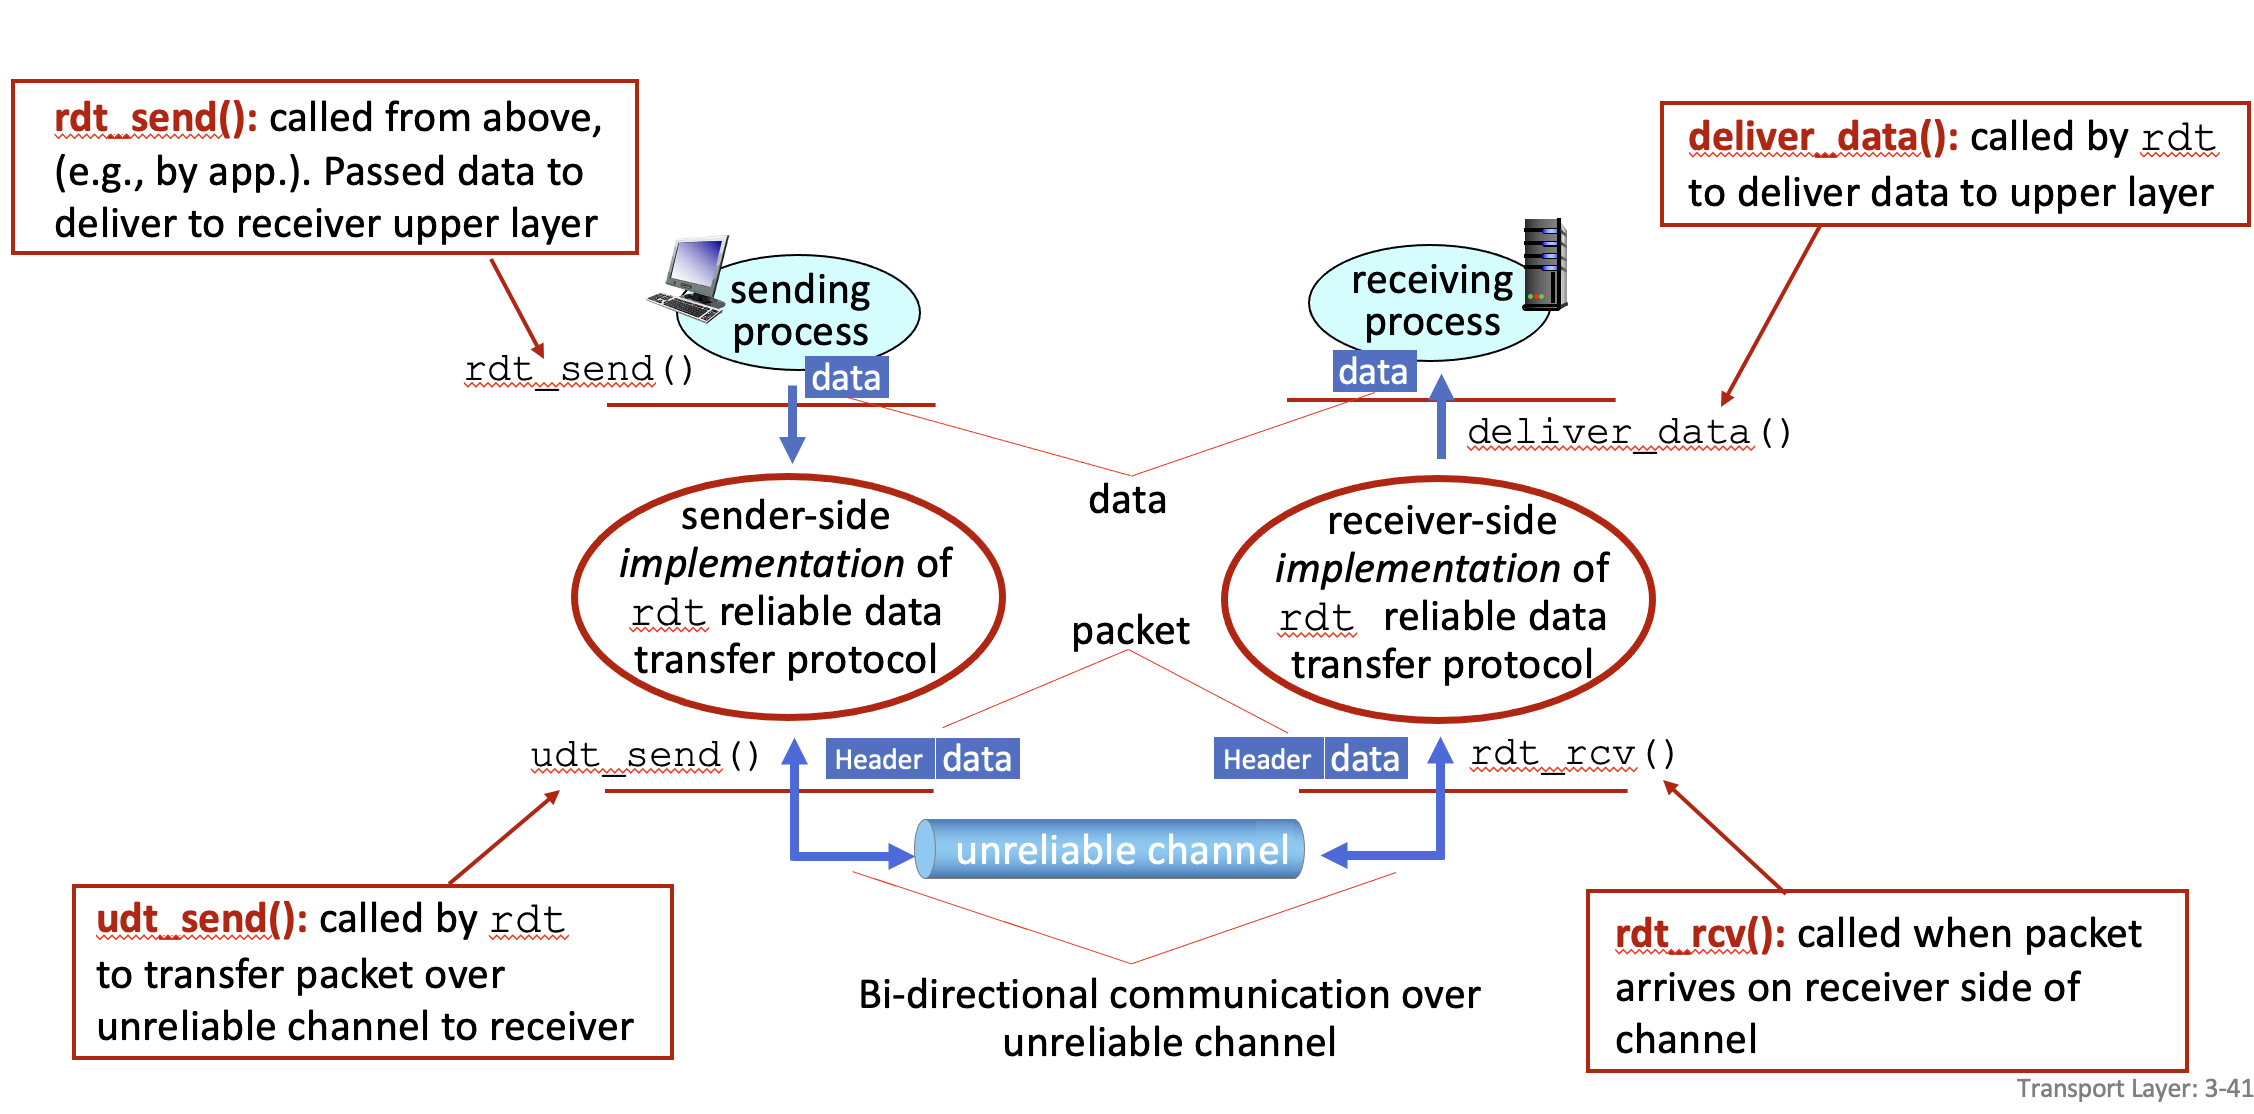 rdt_send(): called from above,
(e.g., by app.). Passed data to
deliver to receiver upper layer
deliver_data(): called by rdt
to deliver data to upper layer
sending
process
receiving
process
rdt_send()
data
data
deliver_data()
data
sender-side
implementation of
rdt reliable data
transfer protocol
receiver-side
implementation of
rdt reliable data
transfer protocol
packet
udt_send()
Header data
Header data
rdt_rcv()
unreliable channel
udt_send(): called by rdt
to transfer packet over
unreliable channel to receiver
Bi-directional communication over
unreliable channel
rdt_rcv(): called when packet
arrives on receiver side of
channel
Transport Layer: 3-41